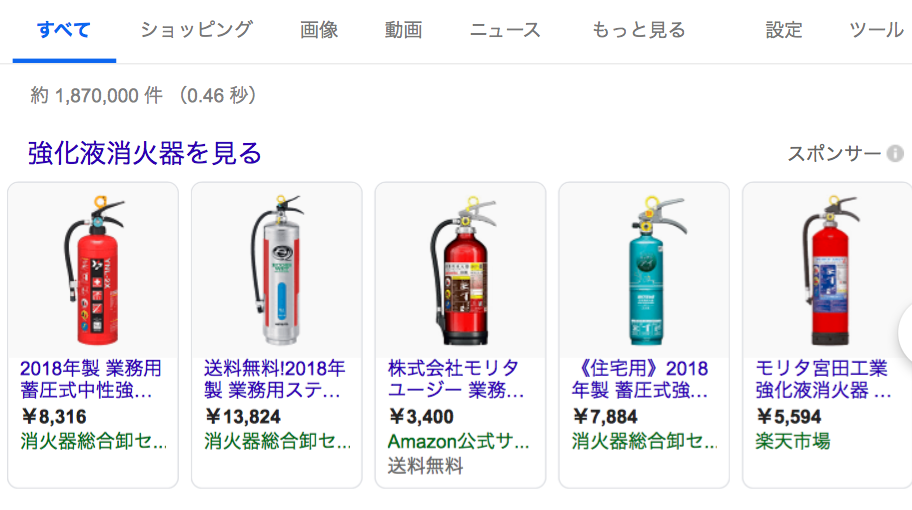 すべて ショッピング 画像 動画 ニュース もっと見る 設定 ツール
約 1,870,000 件 （0.46 秒）
強化液消火器を見る
スポンサー
2018年製 業務用
蓄圧式中性強...
￥8,316
消火器総合卸セ...
送料無料!2018年
製 業務用ステ...
￥13,824
消火器総合卸セ...
株式会社モリタ
ユージー 業務...
￥3,400
Amazon公式サ...
送料無料
《住宅用》2018
年製 蓄圧式強...
￥7,884
消火器総合卸セ...
モリタ宮田工業
強化液消火器 ...
￥5,594
楽天市場